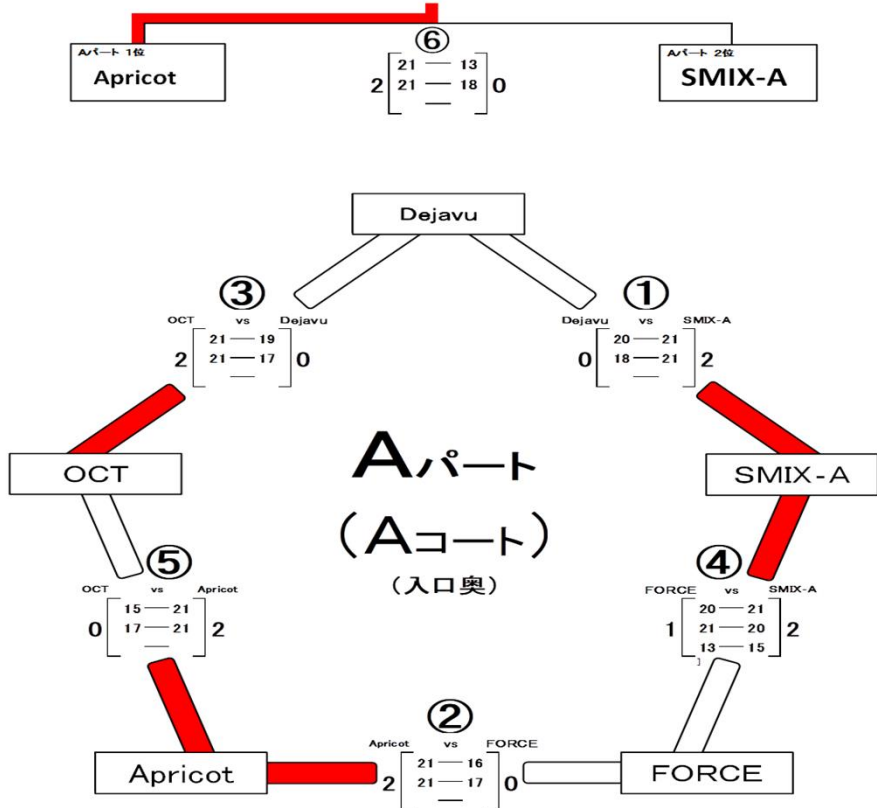 Aパート 1位
Apricot
⑥
2 21 — 13 0
21 — 18
Aパート 2位
SMIX-A
Dejavu
③
OCT vs Dejavu
21 — 19
2 21 — 17 0
①
Dejavu vs SMIX-A
20 — 21
0 18 — 21 2
OCT
Aパート
(Aコート)
(入口奥)
SMIX-A
⑤
OCT vs Apricot
15 — 21
0 17 — 21 2
④
FORCE vs SMIX-A
20 — 21
1 21 — 20 2
13 — 15
Apricot
②
Apricot vs FORCE
21 — 16
2 21 — 17 0
FORCE